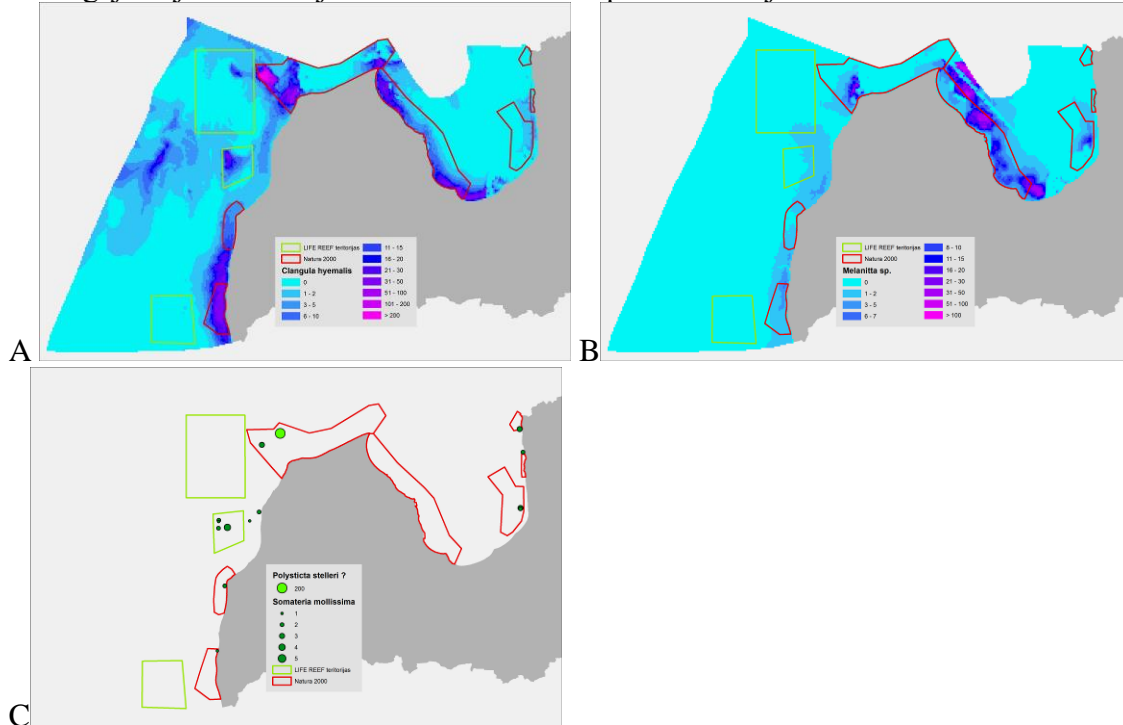 A
LIFE REEF teritorijas
Natura 2000
Clangula hyemalis
0
1 - 2
3 - 5
6 - 10
11 - 15
16 - 20
21 - 30
31 - 50
51 - 100
101 - 200
> 200
B
LIFE REEF teritorijas
Natura 2000
Melanitta sp.
0
1 - 2
3 - 5
6 - 7
8 - 10
11 - 15
16 - 20
21 - 30
31 - 50
51 - 100
> 100
C
Polysticta stelleri ?
200
Somateria mollissima
1
2
3
4
5
LIFE REEF teritorijas
Natura 2000